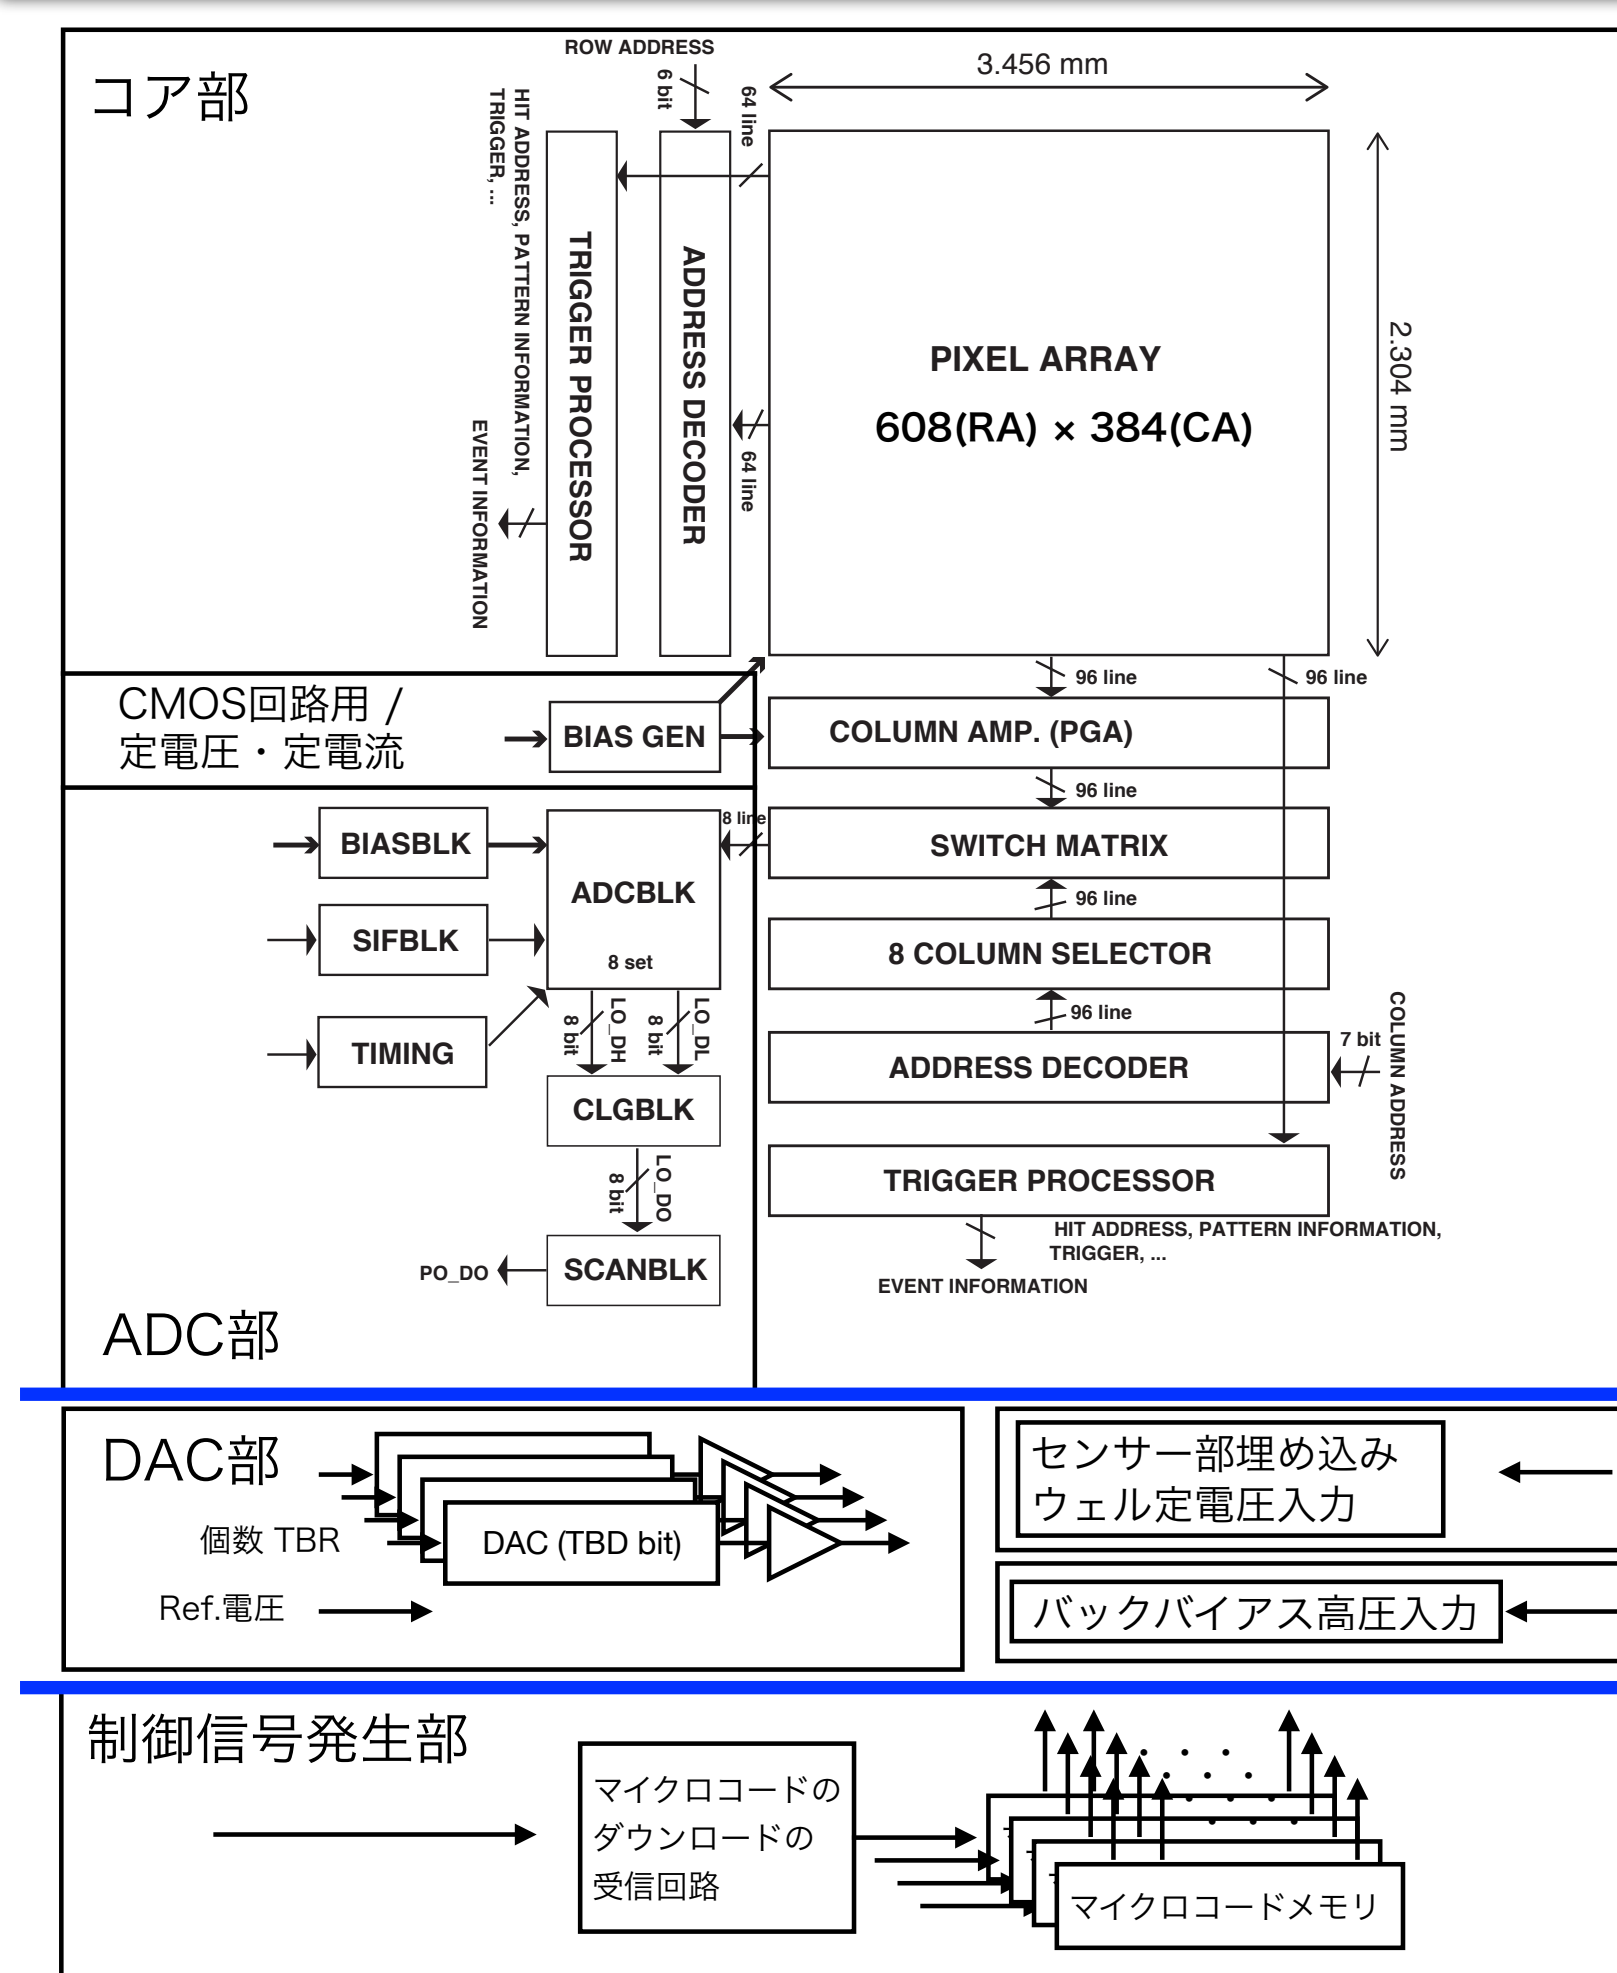 コア部
ROW ADDRESS
6 bit
64 line
3.456 mm
2.304 mm
HIT ADDRESS, PATTERN INFORMATION,
TRIGGER, ...
EVENT INFORMATION
TRIGGER PROCESSOR
ADDRESS DECODER
64 line
PIXEL ARRAY
608(RA) × 384(CA)
96 line
96 line
CMOS回路用 /
定電圧・定電流
BIAS GEN
COLUMN AMP. (PGA)
96 line
BIASBLK
8 line
SWITCH MATRIX
ADCBLK
8 set
96 line
SIFBLK
8 COLUMN SELECTOR
96 line
TIMING
8 bit
LO_DH
8 bit
LO_DL
ADDRESS DECODER
7 bit
COLUMN ADDRESS
CLGBLK
8 bit
LO_DO
TRIGGER PROCESSOR
HIT ADDRESS, PATTERN INFORMATION,
TRIGGER, ...
EVENT INFORMATION
PO_DO
SCANBLK
ADC部
DAC部
個数 TBR
DAC (TBD bit)
Ref.電圧
センサー部埋め込み
ウェル定電圧入力
バックバイアス高圧入力
制御信号発生部
マイクロコードの
ダウンロードの
受信回路
マイクロコードメモリ